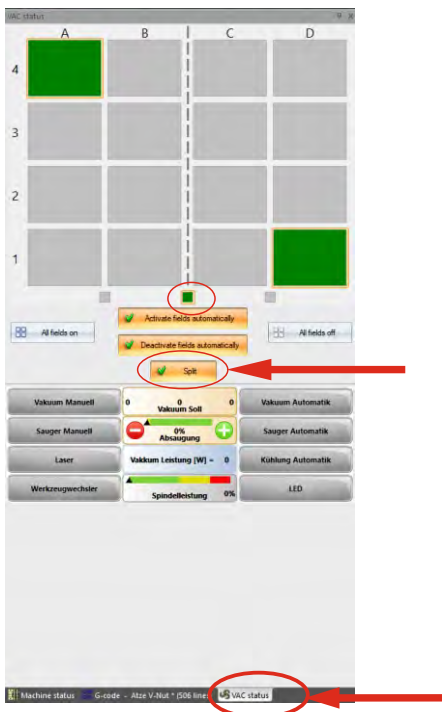 VAC status
A B C D
4
3
2
1
Activate fields automatically
All fields on
All fields off
Deactivate fields automatically
Split
Vakuum Manuell
0 0 0
Vakuum Soll
Vakuum Automatik
Sauger Manuell
0%
Absaugung
Sauger Automatik
Laser
Vakkum Leistung [W] = 0
Kühlung Automatik
Werkzeugwechsler
Spindelleistung 0%
LED
Machine status
G-code - Atze V-Nut * (506 lines
VAC status